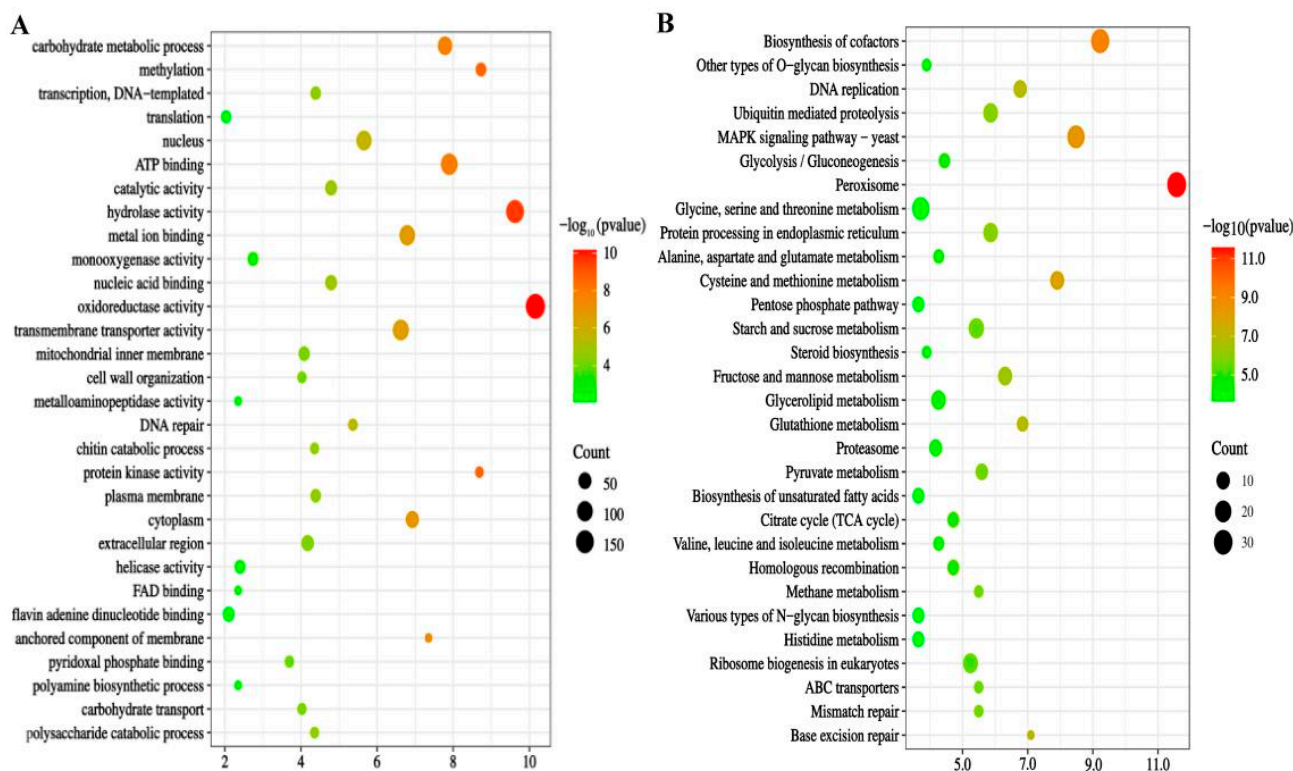 A
carbohydrate metabolic process
methylation
transcription, DNA-templated
translation
nucleus
ATP binding
catalytic activity
hydrolase activity
metal ion binding
monooxygenase activity
nucleic acid binding
oxidoreductase activity
transmembrane transporter activity
mitochondrial inner membrane
cell wall organization
metalloaminopeptidase activity
DNA repair
chitin catabolic process
protein kinase activity
plasma membrane
cytoplasm
extracellular region
helicase activity
FAD binding
flavin adenine dinucleotide binding
anchored component of membrane
pyridoxal phosphate binding
polyamine biosynthetic process
carbohydrate transport
polysaccharide catabolic process
2 4 6 8 10
−log₁₀(pvalue)
10
8
6
4
Count
50
100
150
B
Biosynthesis of cofactors
Other types of O−glycan biosynthesis
DNA replication
Ubiquitin mediated proteolysis
MAPK signaling pathway − yeast
Glycolysis / Gluconeogenesis
Peroxisome
Glycine, serine and threonine metabolism
Protein processing in endoplasmic reticulum
Alanine, aspartate and glutamate metabolism
Cysteine and methionine metabolism
Pentose phosphate pathway
Starch and sucrose metabolism
Steroid biosynthesis
Fructose and mannose metabolism
Glycerolipid metabolism
Glutathione metabolism
Proteasome
Pyruvate metabolism
Biosynthesis of unsaturated fatty acids
Citrate cycle (TCA cycle)
Valine, leucine and isoleucine metabolism
Homologous recombination
Methane metabolism
Various types of N−glycan biosynthesis
Histidine metabolism
Ribosome biogenesis in eukaryotes
ABC transporters
Mismatch repair
Base excision repair
5.0 7.0 9.0 11.0
−log10(pvalue)
11.0
9.0
7.0
5.0
Count
10
20
30